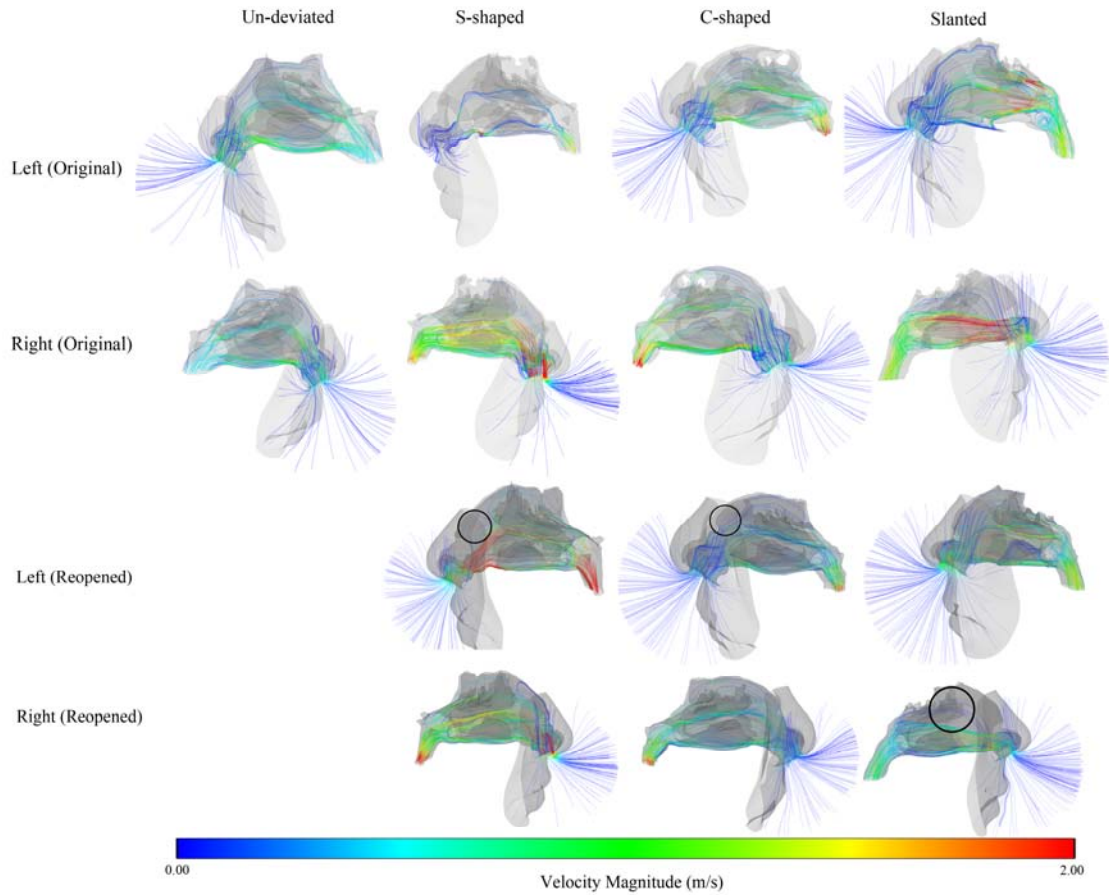 Un-deviated S-shaped C-shaped Slanted
Left (Original)
Right (Original)
Left (Reopened)
Right (Reopened)
0.00 2.00
Velocity Magnitude (m/s)